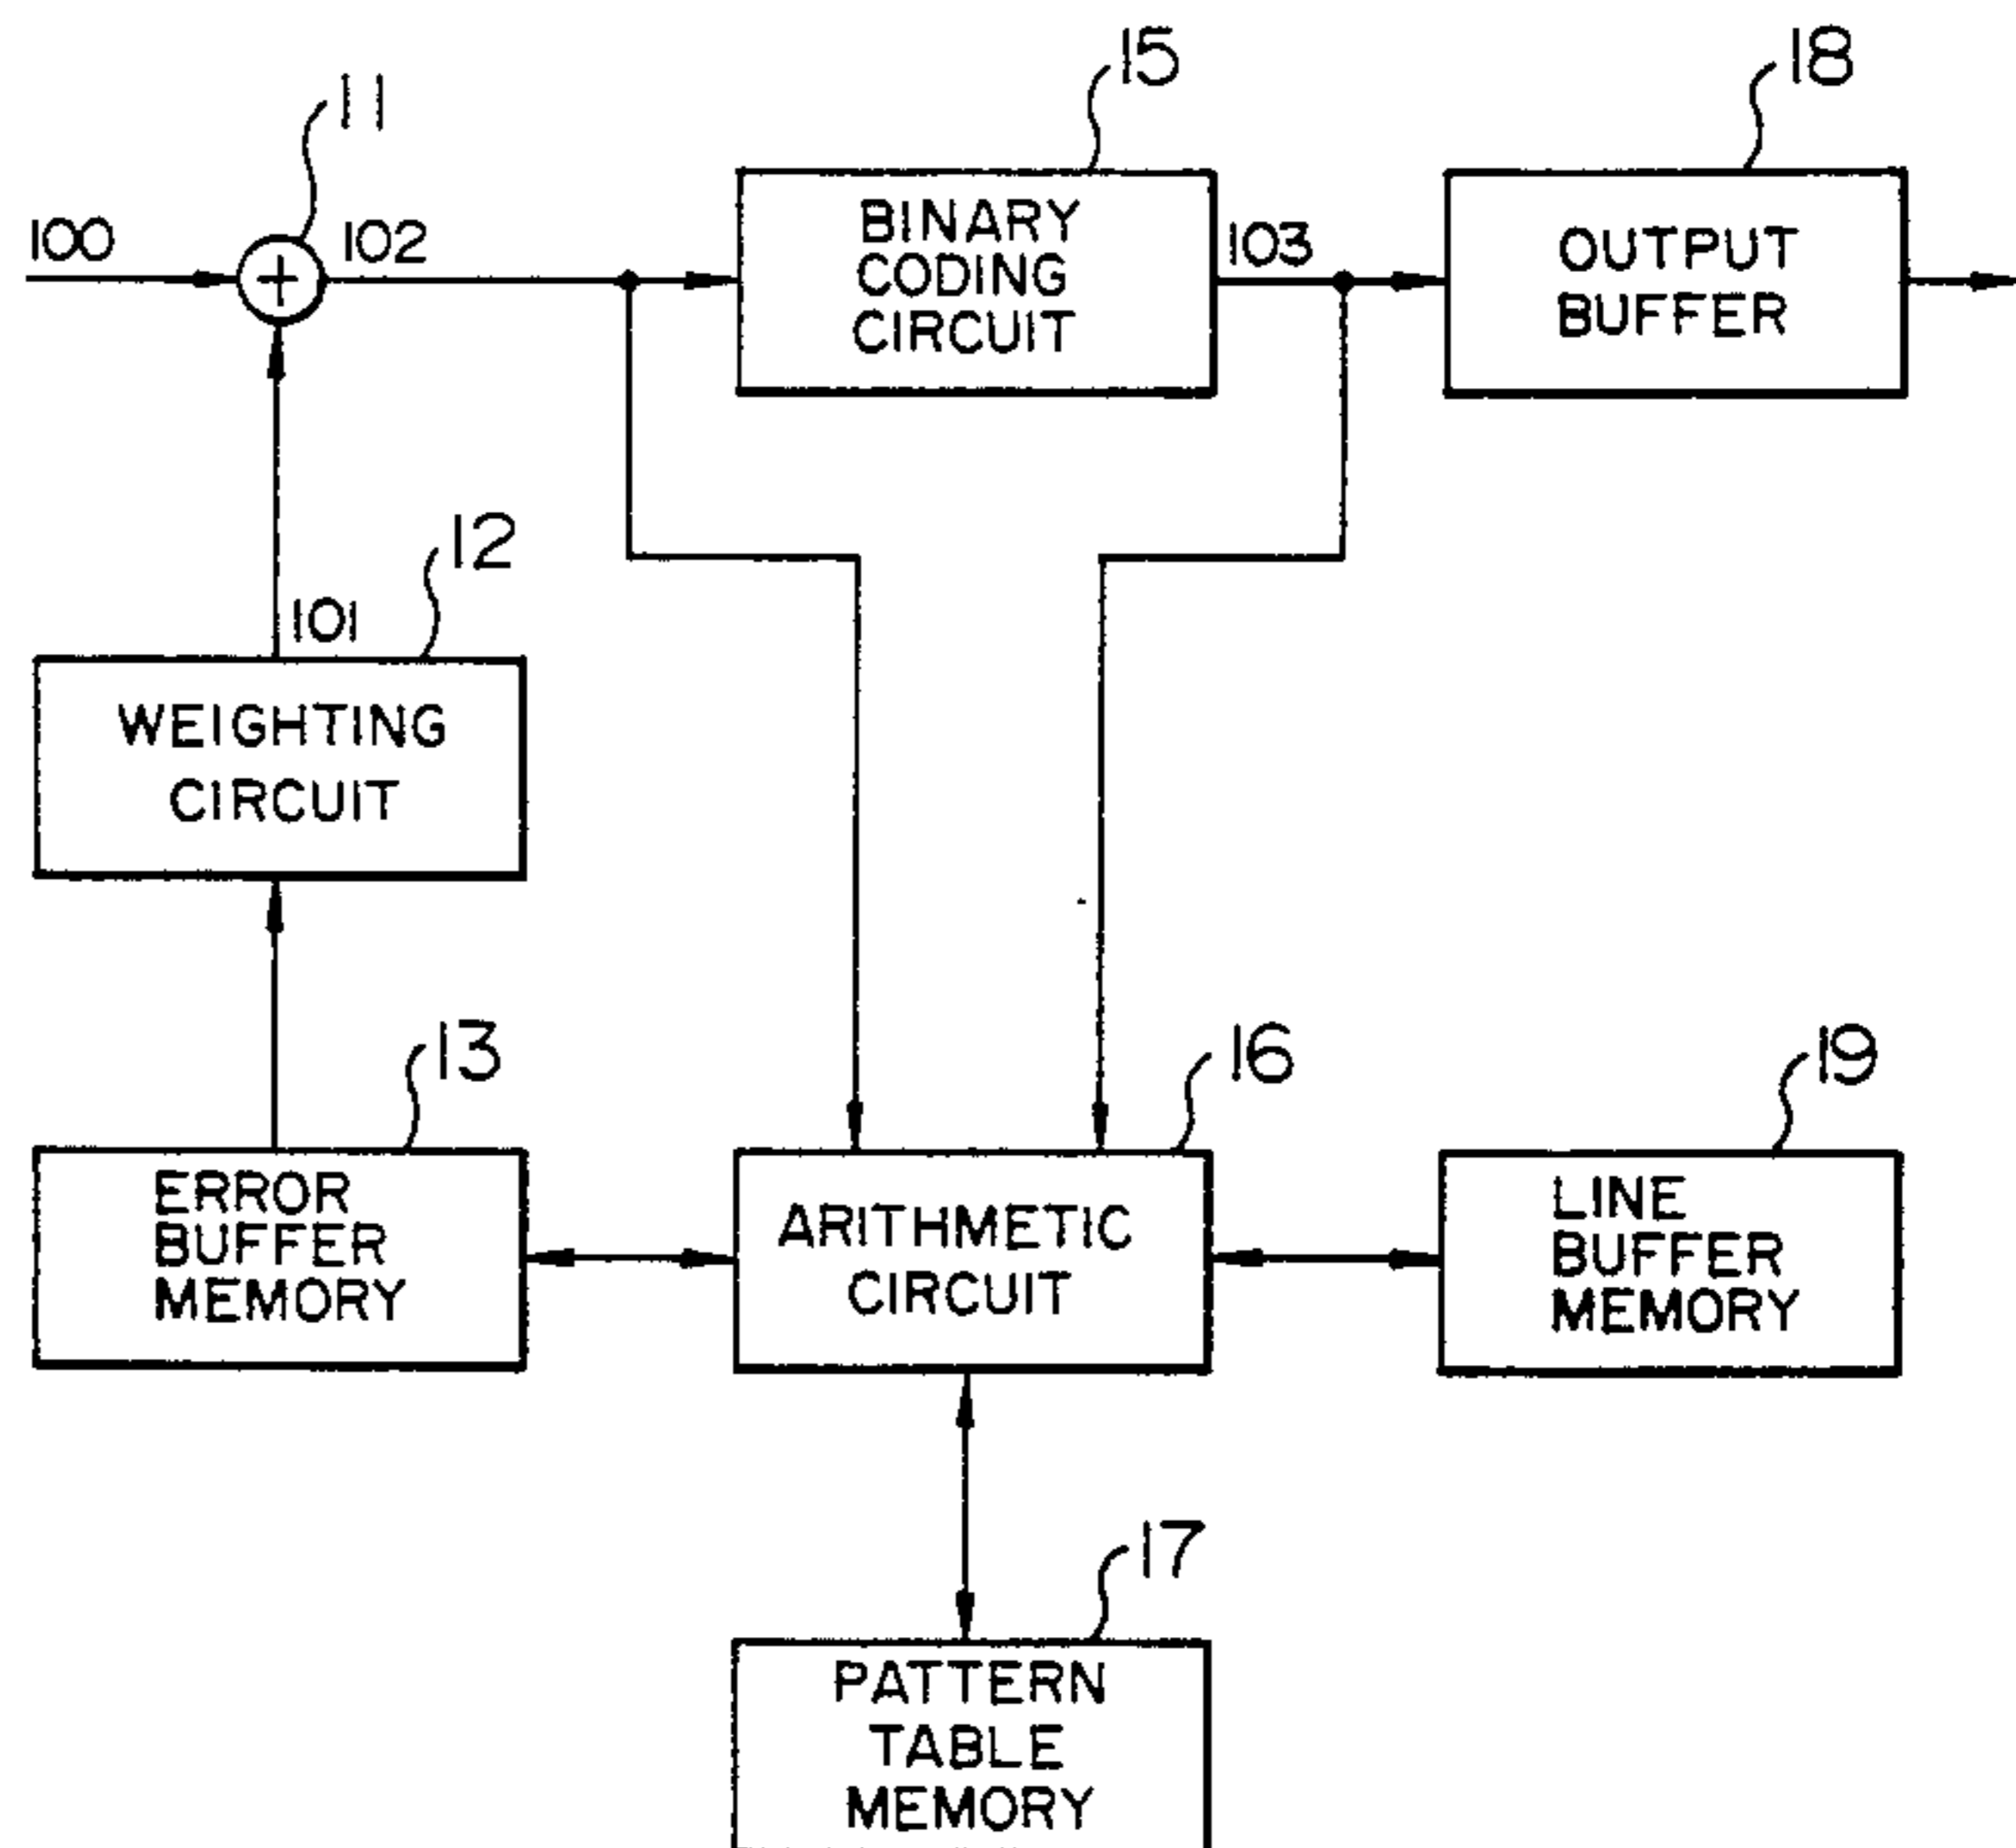 15
18
11
100
102
BINARY
CODING
CIRCUIT
103
OUTPUT
BUFFER
12
101
WEIGHTING
CIRCUIT
13
16
19
ERROR
BUFFER
MEMORY
ARITHMETIC
CIRCUIT
LINE
BUFFER
MEMORY
17
PATTERN
TABLE
MEMORY